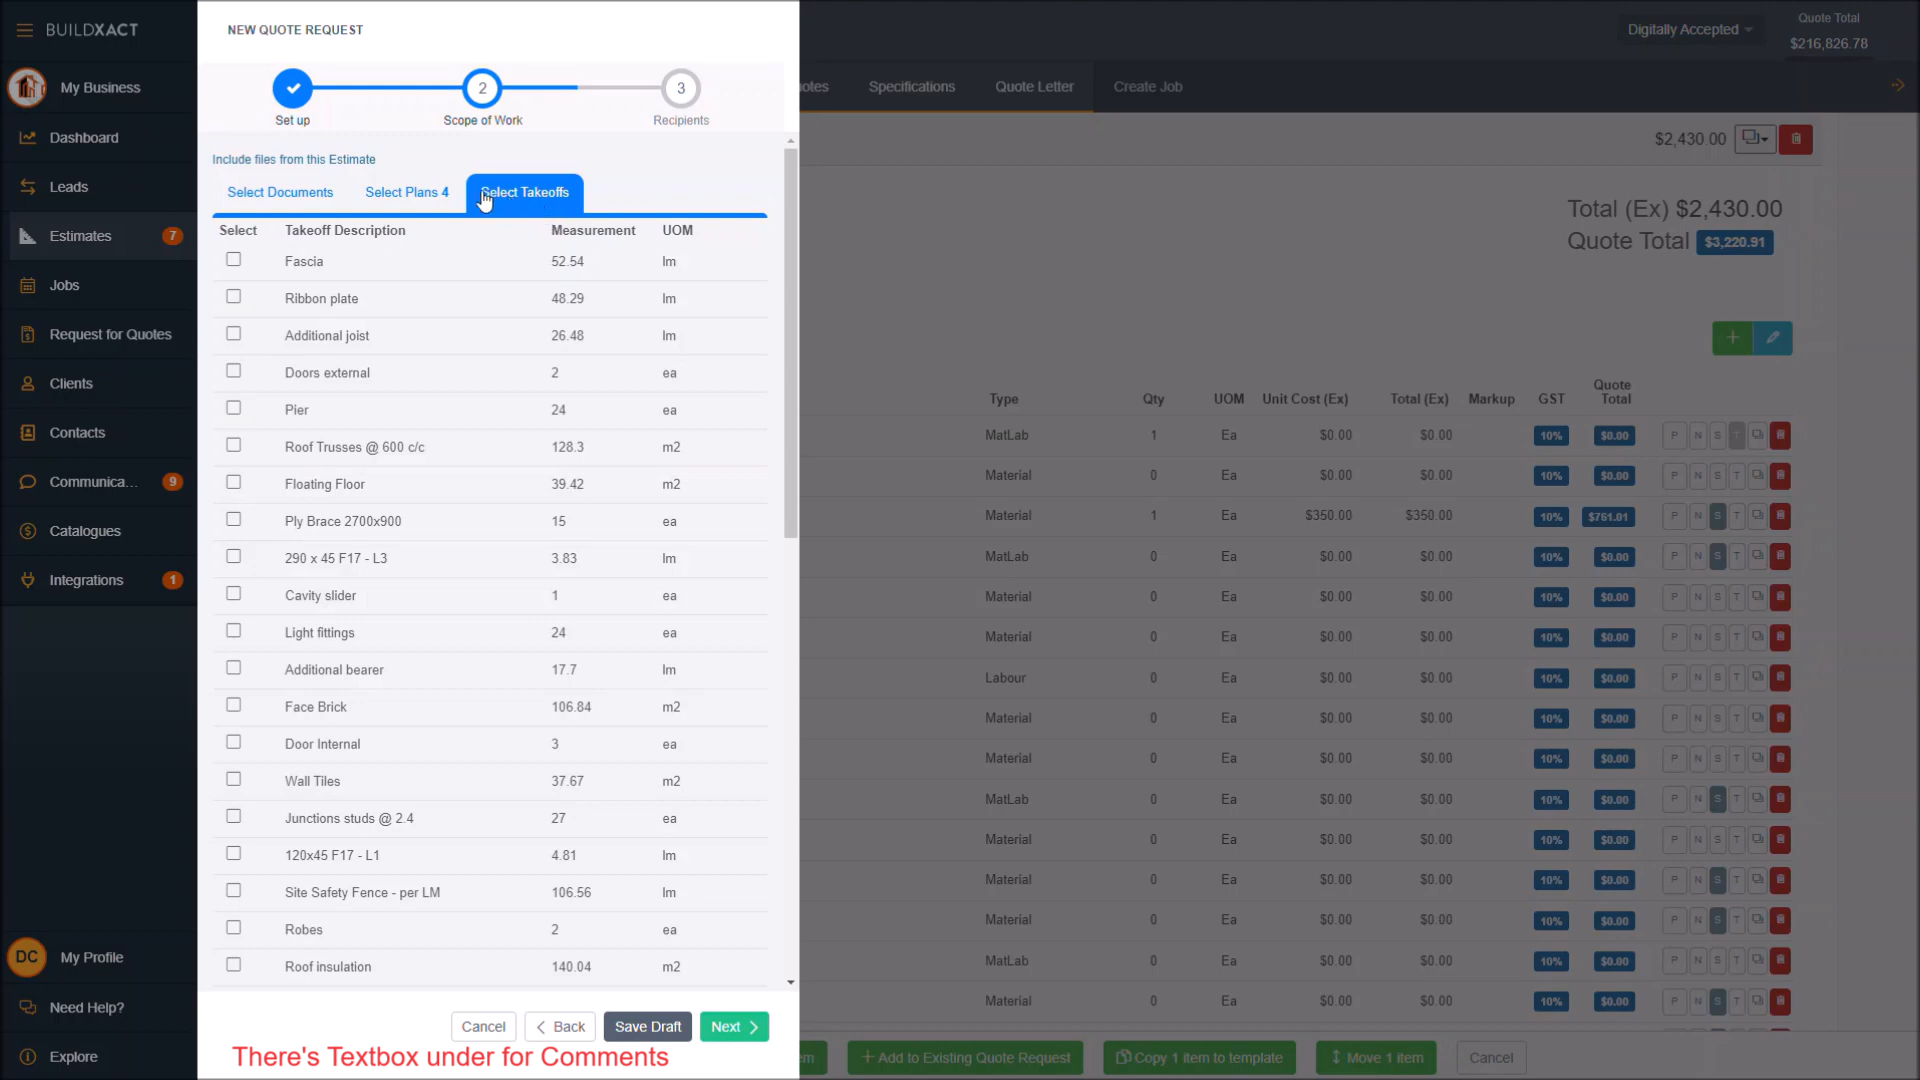 BUILDXACT
My Business
Dashboard
Leads
Estimates 7
Jobs
Request for Quotes
Clients
Contacts
Communica... 9
Catalogues
Integrations 1
DC My Profile
Need Help?
Explore
NEW QUOTE REQUEST
2 3
Set up Scope of Work Recipients
Include files from this Estimate
Select Documents Select Plans 4 Select Takeoffs
Select Takeoff Description Measurement UOM
Fascia 52.54 lm
Ribbon plate 48.29 lm
Additional joist 26.48 lm
Doors external 2 ea
Pier 24 ea
Roof Trusses @ 600 c/c 128.3 m2
Floating Floor 39.42 m2
Ply Brace 2700x900 15 ea
290 x 45 F17 - L3 3.83 lm
Cavity slider 1 ea
Light fittings 24 ea
Additional bearer 17.7 lm
Face Brick 106.84 m2
Door Internal 3 ea
Wall Tiles 37.67 m2
Junctions studs @ 2.4 27 ea
120x45 F17 - L1 4.81 lm
Site Safety Fence - per LM 106.56 lm
Robes 2 ea
Roof insulation 140.04 m2
Cancel Back Save Draft Next
There's Textbox under for Comments
Digitally Accepted
Quote Total
$216,826.78
otes Specifications Quote Letter Create Job
$2,430.00
Total (Ex) $2,430.00
Quote Total $3,220.91
Type Qty UOM Unit Cost (Ex) Total (Ex) Markup GST Quote Total
MatLab 1 Ea $0.00 $0.00 10% $0.00 P N S T
Material 0 Ea $0.00 $0.00 10% $0.00 P N S T
Material 1 Ea $350.00 $350.00 10% $761.01 P N S T
MatLab 0 Ea $0.00 $0.00 10% $0.00 P N S T
Material 0 Ea $0.00 $0.00 10% $0.00 P N S T
Material 0 Ea $0.00 $0.00 10% $0.00 P N S T
Labour 0 Ea $0.00 $0.00 10% $0.00 P N S T
Material 0 Ea $0.00 $0.00 10% $0.00 P N S T
Material 0 Ea $0.00 $0.00 10% $0.00 P N S T
MatLab 0 Ea $0.00 $0.00 10% $0.00 P N S T
Material 0 Ea $0.00 $0.00 10% $0.00 P N S T
Material 0 Ea $0.00 $0.00 10% $0.00 P N S T
Material 0 Ea $0.00 $0.00 10% $0.00 P N S T
MatLab 0 Ea $0.00 $0.00 10% $0.00 P N S T
Material 0 Ea $0.00 $0.00 10% $0.00 P N S T
em + Add to Existing Quote Request Copy 1 item to template Move 1 item Cancel